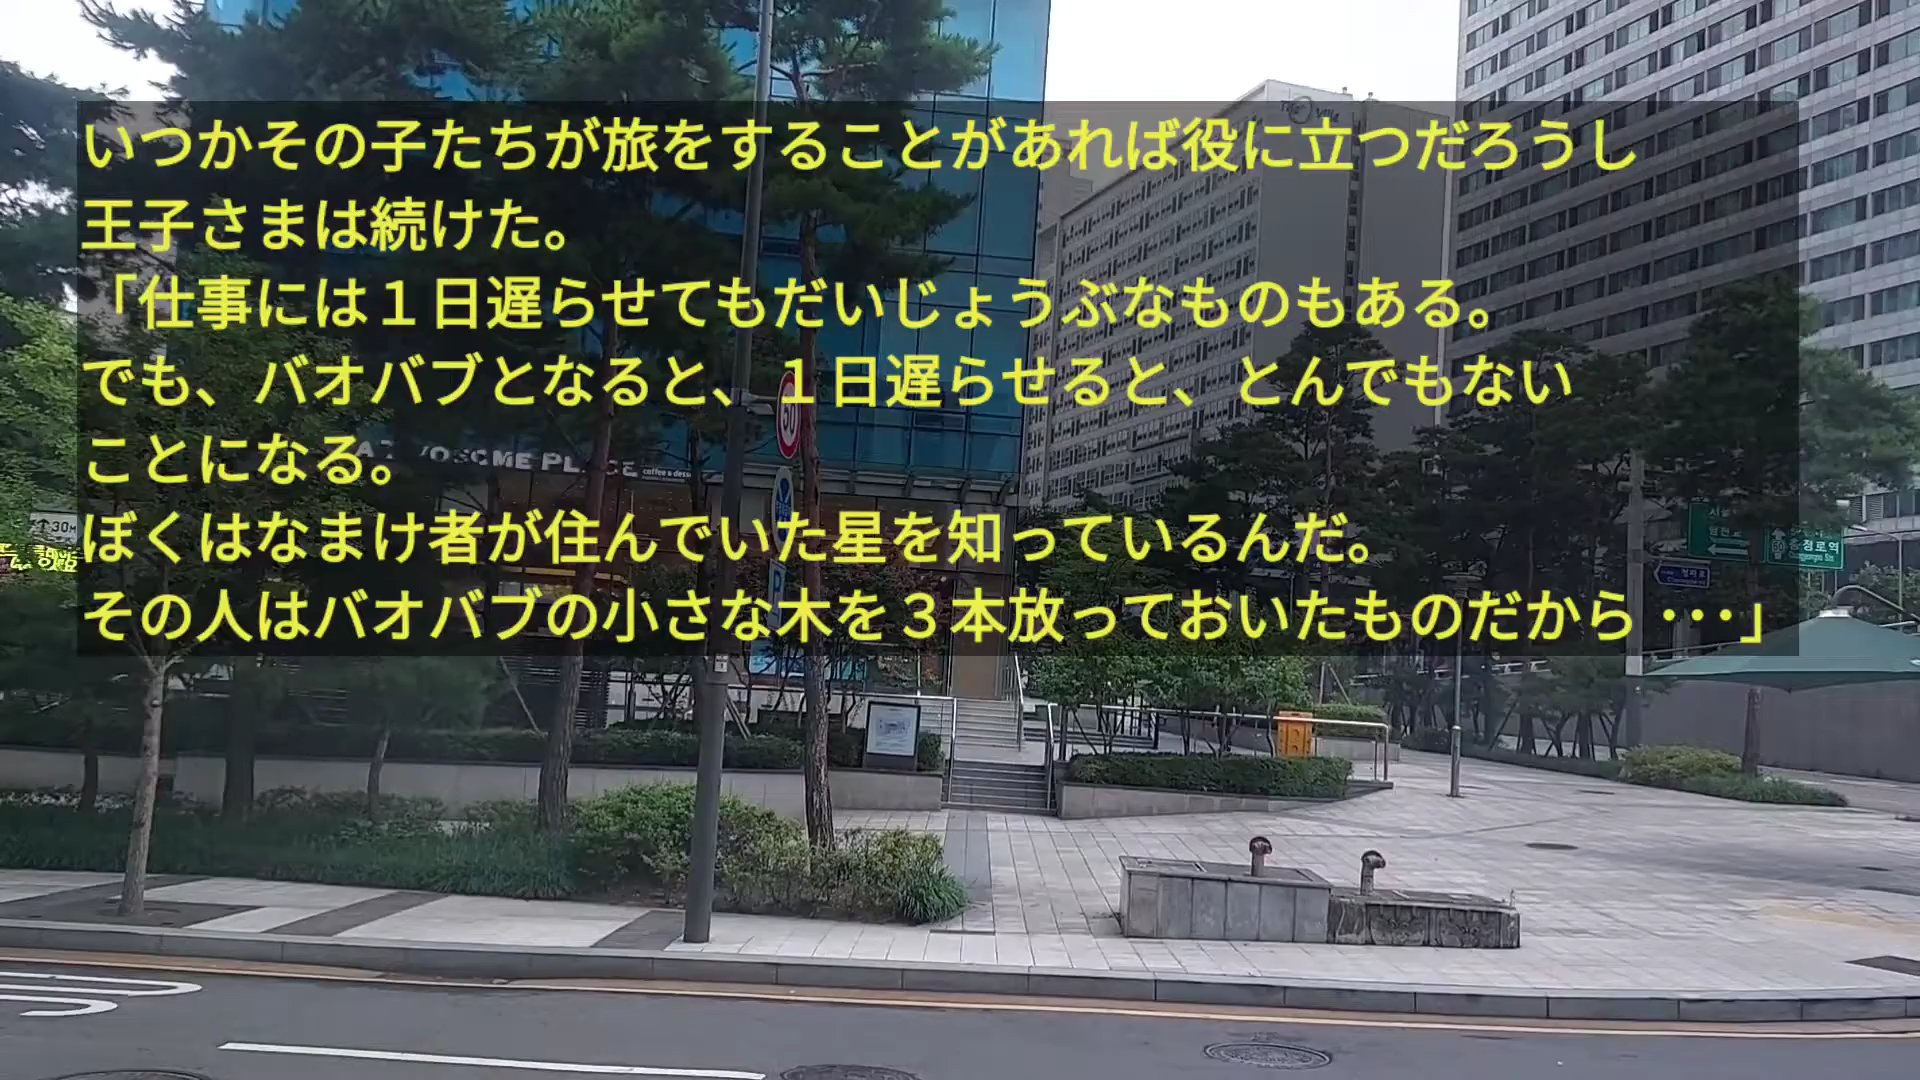 いつかその子たちが旅をすることがあれば役に立つだろうし
王子さまは続けた。
「仕事には１日遅らせてもだいじょうぶなものもある。
でも、バオバブとなると、１日遅らせると、とんでもない
ことになる。
ぼくはなまけ者が住んでいた星を知っているんだ。
その人はバオバブの小さな木を３本放っておいたものだから ･･･」
50
coffee & dess
30M
P